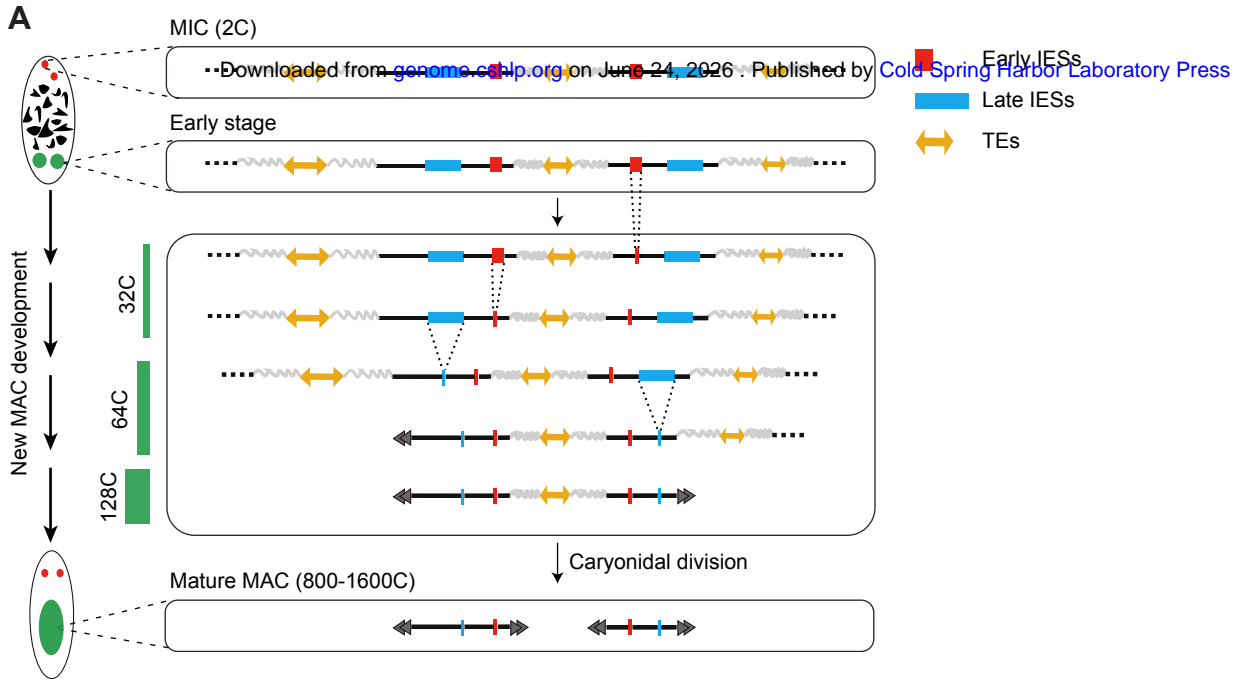 A
MIC (2C)
Downloaded from genome.cshlp.org on June 24, 2026 . Published by Cold Spring Harbor Laboratory Press
Early IESs
Late IESs
TEs
Early stage
New MAC development
32C
64C
128C
Caryonidal division
Mature MAC (800-1600C)